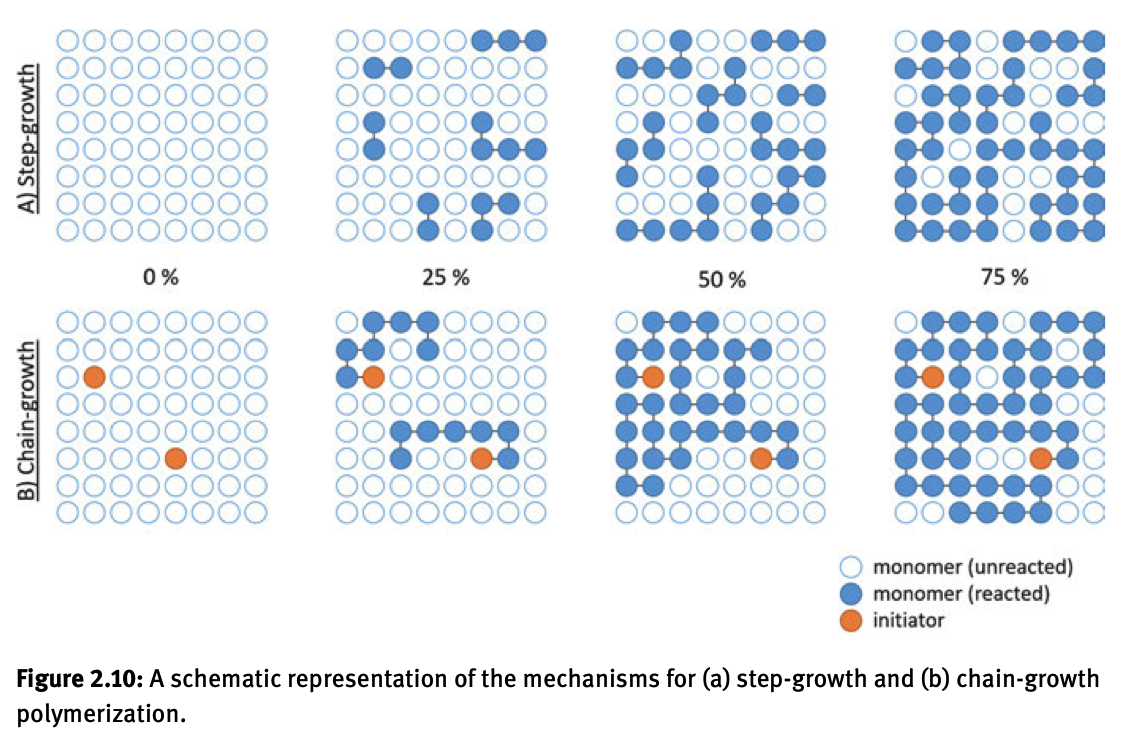 A) Step-growth
0 %
25 %
50 %
75 %
B) Chain-growth
monomer (unreacted)
monomer (reacted)
initiator
Figure 2.10: A schematic representation of the mechanisms for (a) step-growth and (b) chain-growth
polymerization.